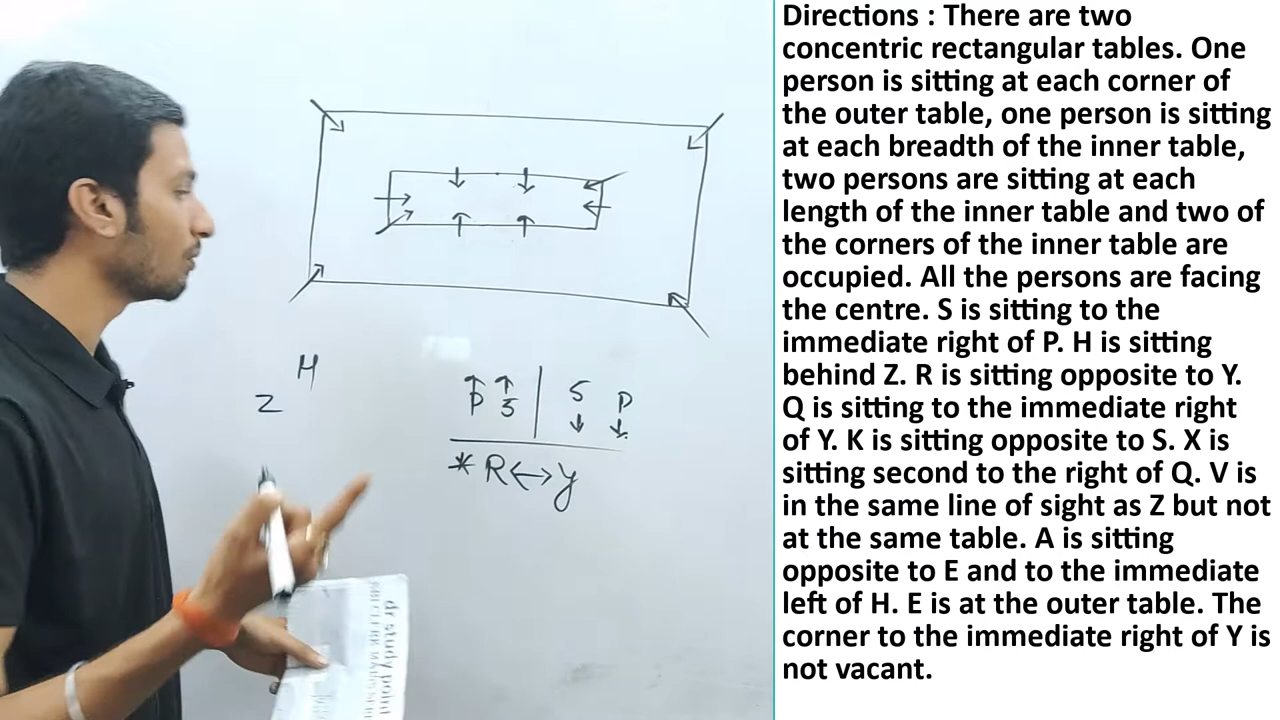 Directions : There are two
concentric rectangular tables. One
person is sitting at each corner of
the outer table, one person is sitting
at each breadth of the inner table,
two persons are sitting at each
length of the inner table and two of
the corners of the inner table are
occupied. All the persons are facing
the centre. S is sitting to the
immediate right of P. H is sitting
behind Z. R is sitting opposite to Y.
Q is sitting to the immediate right
of Y. K is sitting opposite to S. X is
sitting second to the right of Q. V is
in the same line of sight as Z but not
at the same table. A is sitting
opposite to E and to the immediate
left of H. E is at the outer table. The
corner to the immediate right of Y is
not vacant.
H
Z
P S | S P
* R ↔ Y
dr study point